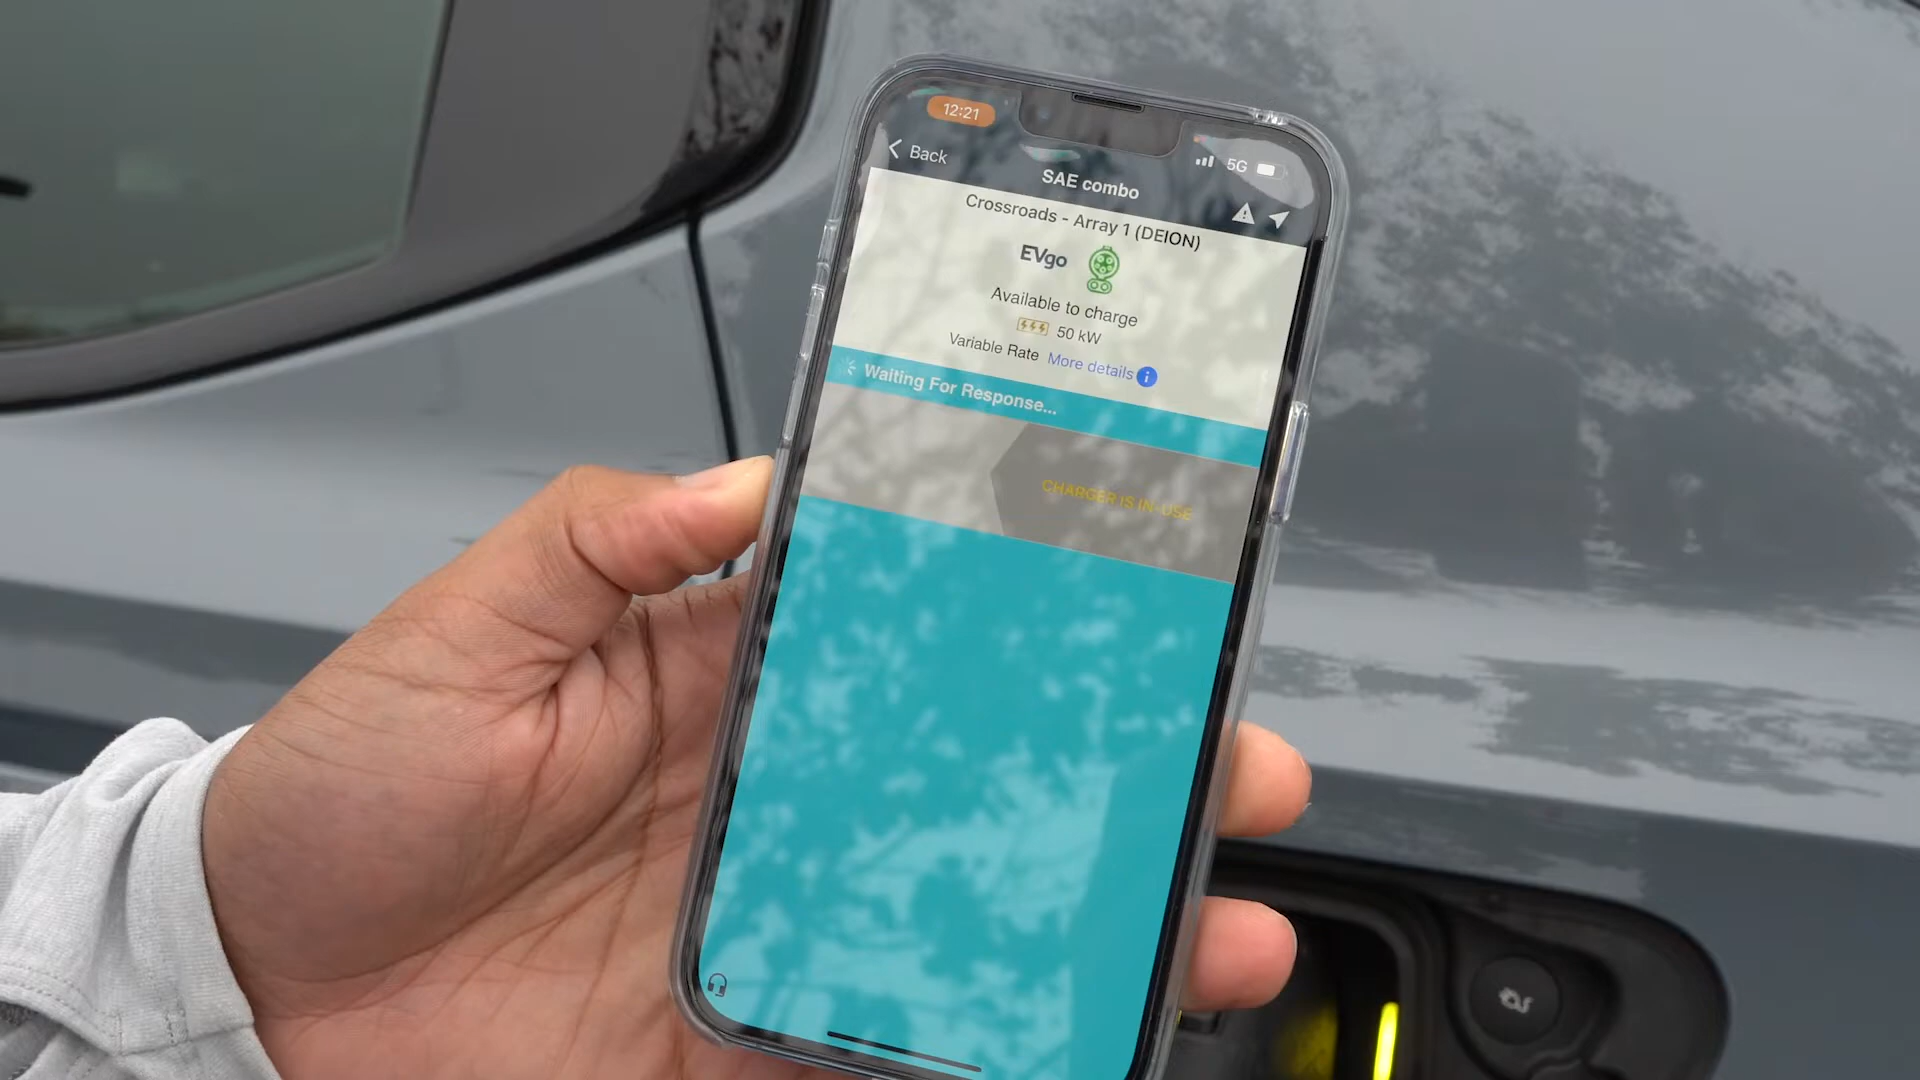 12:21
5G
Back
SAE combo
Crossroads - Array 1 (DEION)
EVgo
Available to charge
50 kW
Variable Rate More details i
Waiting For Response...
CHARGER IS IN-USE